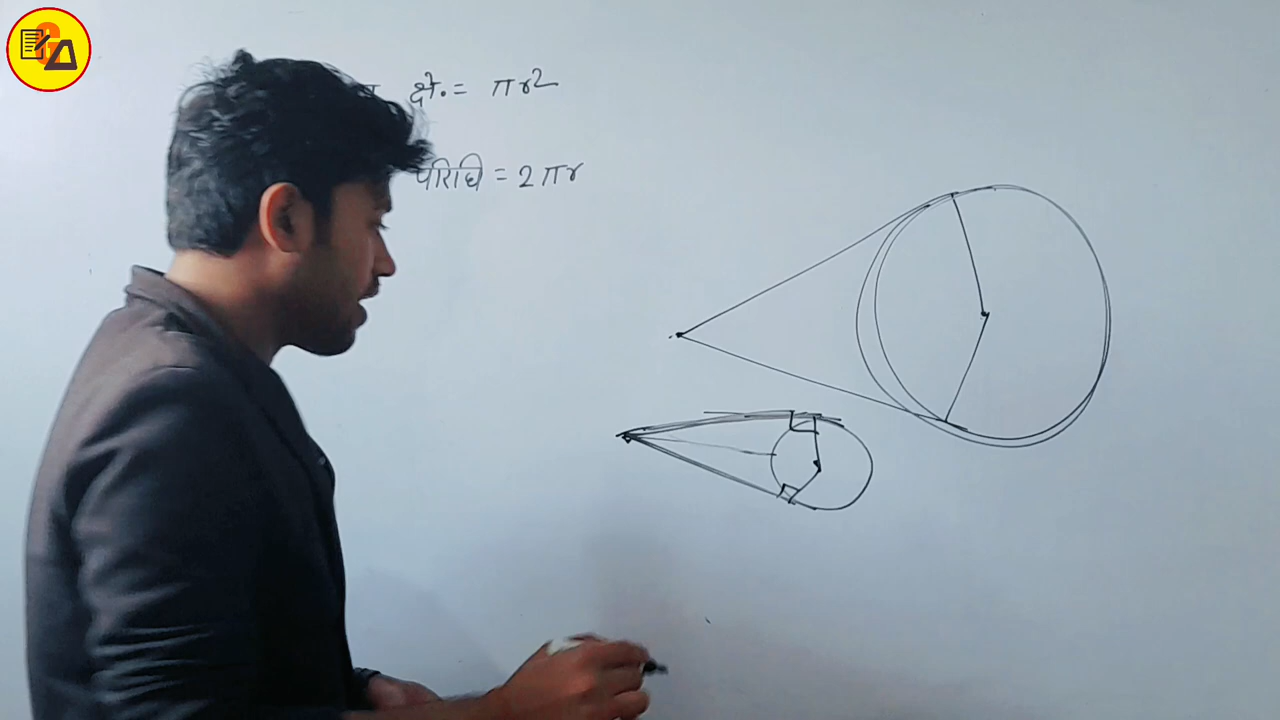 क्षे.= πr2
परिधि = 2πr